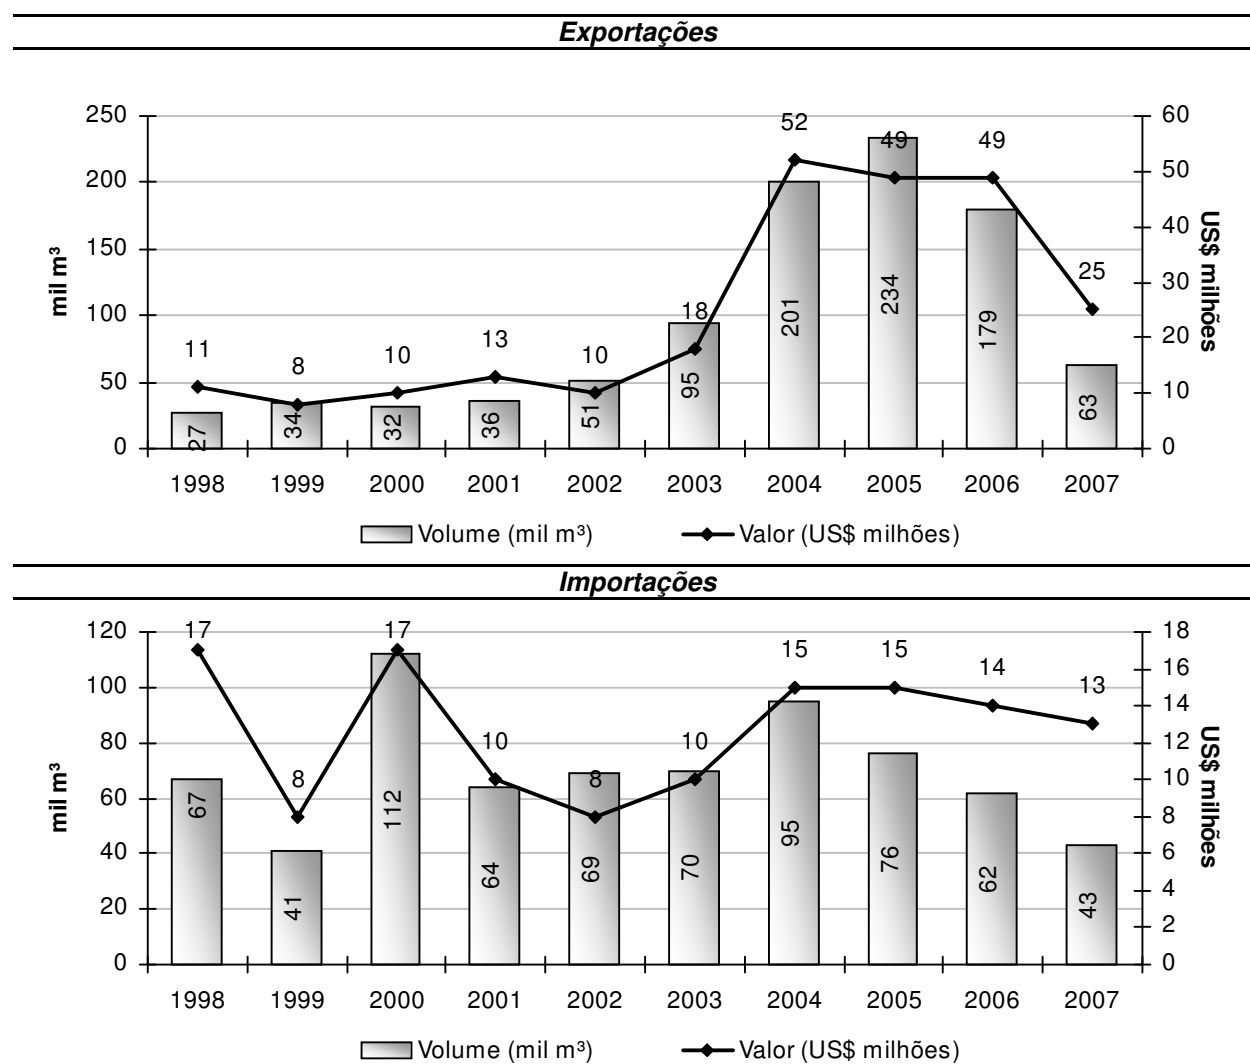 Exportações
250 60
52
49 49
50
200
40
150
mil m³
US$ milhões
201
234
179
25
30
100
18
95
20
11 8 10 13 10
50
10
27 34 32 36 51 63
0 0
1998 1999 2000 2001 2002 2003 2004 2005 2006 2007
Volume (mil m³) Valor (US$ milhões)
Importações
120 18
17 17
16
15 15 14 13
100
14
80
12
mil m³
US$ milhões
10 8 10
8
10
60
67 41 112 64 69 70 95 76 62 43
8
40
6
4
20
2
0 0
1998 1999 2000 2001 2002 2003 2004 2005 2006 2007
Volume (mil m³) Valor (US$ milhões)